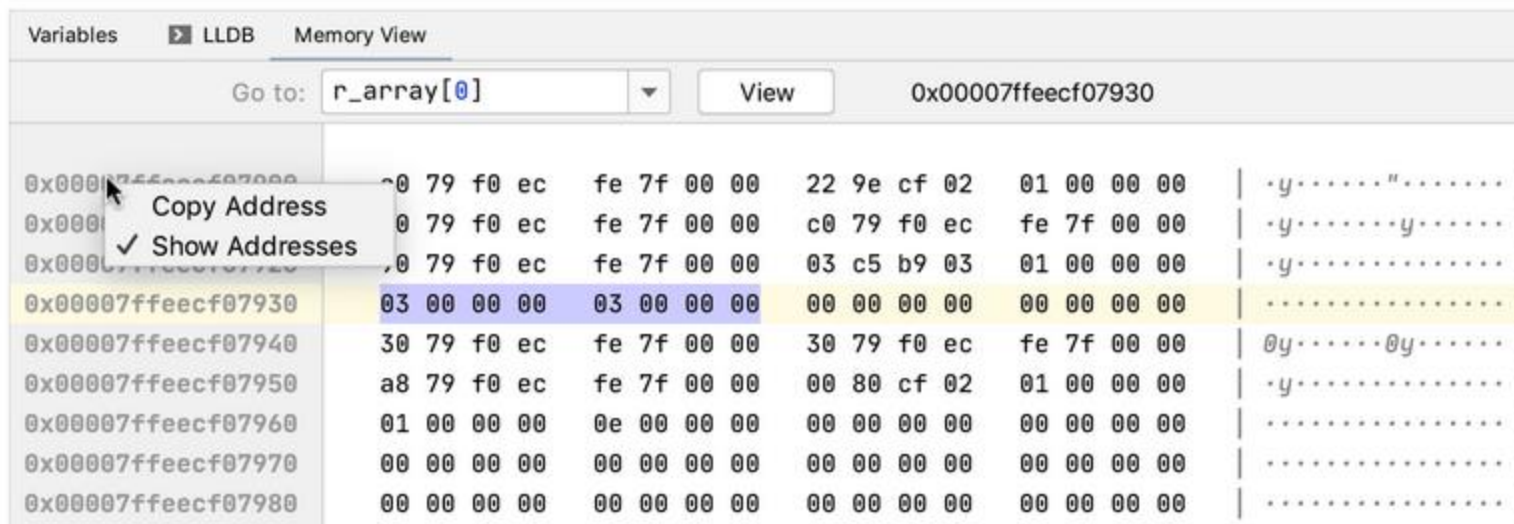 Variables LLDB Memory View
Go to: r_array[0] View 0x00007ffeecf07930
79 f0 ec fe 7f 00 00 22 9e cf 02 01 00 00 00 | ·y······"·······
Copy Address
79 f0 ec fe 7f 00 00 c0 79 f0 ec fe 7f 00 00 | ·y·······y······
✓ Show Addresses
79 f0 ec fe 7f 00 00 03 c5 b9 03 01 00 00 00 | ·y··············
0x00007ffeecf07930 03 00 00 00 03 00 00 00 00 00 00 00 00 00 00 00 | ················
0x00007ffeecf07940 30 79 f0 ec fe 7f 00 00 30 79 f0 ec fe 7f 00 00 | 0y······0y······
0x00007ffeecf07950 a8 79 f0 ec fe 7f 00 00 00 80 cf 02 01 00 00 00 | ·y··············
0x00007ffeecf07960 01 00 00 00 0e 00 00 00 00 00 00 00 00 00 00 00 | ················
0x00007ffeecf07970 00 00 00 00 00 00 00 00 00 00 00 00 00 00 00 00 | ················
0x00007ffeecf07980 00 00 00 00 00 00 00 00 00 00 00 00 00 00 00 00 | ················